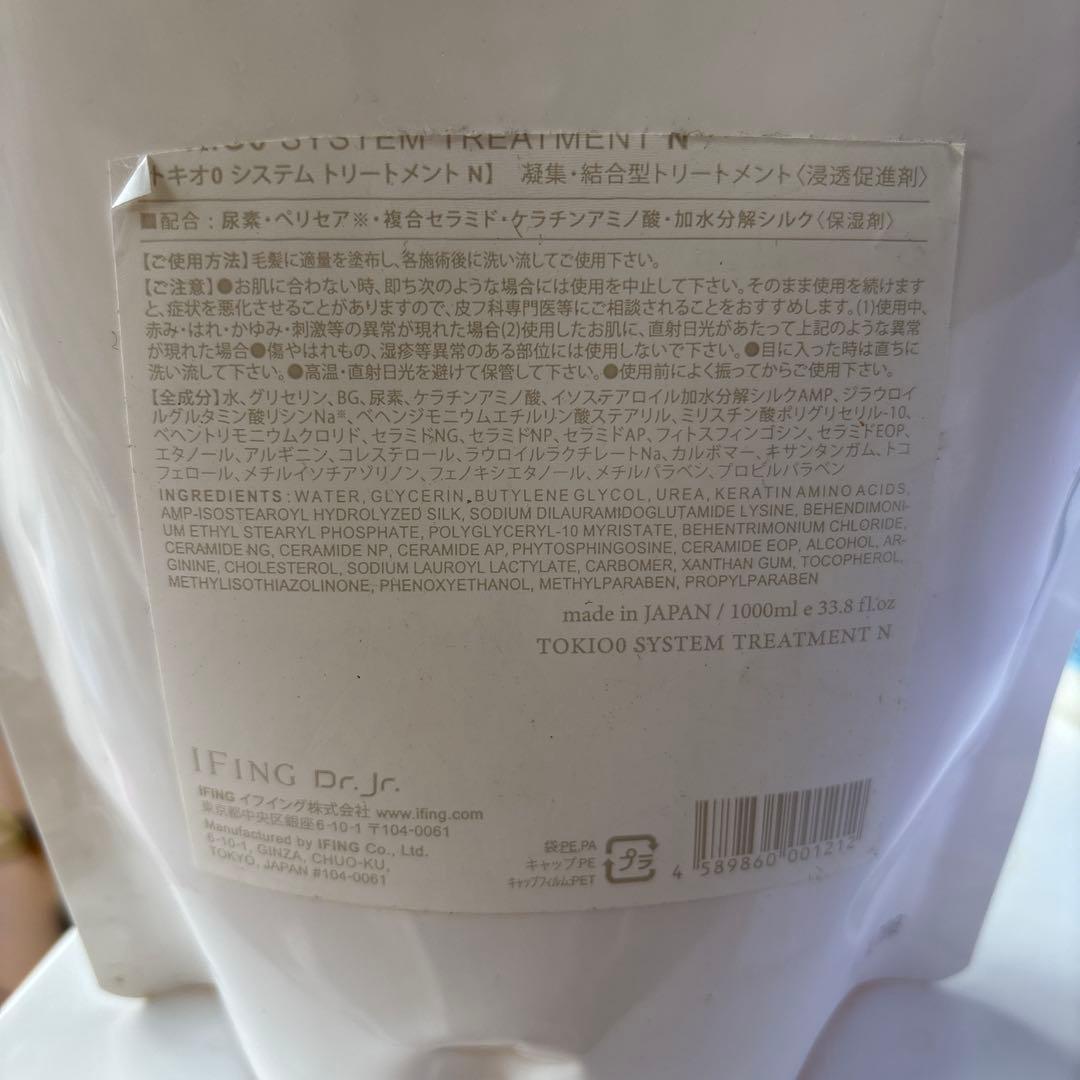 SYSTEM TREATMENT N
トキオ0 システム トリートメント N】 凝集・結合型トリートメント〈浸透促進剤〉
■配合：尿素・ペリセア※・複合セラミド・ケラチンアミノ酸・加水分解シルク〈保湿剤〉
【ご使用方法】毛髪に適量を塗布し、各施術後に洗い流してご使用下さい。
【ご注意】●お肌に合わない時、即ち次のような場合には使用を中止して下さい。そのまま使用を続けます
と、症状を悪化させることがありますので、皮フ科専門医等にご相談されることをおすすめします。(1)使用中、
赤み・はれ・かゆみ・刺激等の異常が現れた場合(2)使用したお肌に、直射日光があたって上記のような異常
が現れた場合●傷やはれもの、湿疹等異常のある部位には使用しないで下さい。●目に入った時は直ちに
洗い流して下さい。●高温・直射日光を避けて保管して下さい。●使用前によく振ってからご使用下さい。
【全成分】水、グリセリン、BG、尿素、ケラチンアミノ酸、イソステアロイル加水分解シルクAMP、ジラウロイ
ルグルタミン酸リシンNa※、ベヘンジモニウムエチルリン酸ステアリル、ミリスチン酸ポリグリセリル-10、
ベヘントリモニウムクロリド、セラミドNG、セラミドNP、セラミドAP、フィトスフィンゴシン、セラミドEOP、
エタノール、アルギニン、コレステロール、ラウロイルラクチレートNa、カルボマー、キサンタンガム、トコ
フェロール、メチルイソチアゾリノン、フェノキシエタノール、メチルパラベン、プロピルパラベン
INGREDIENTS: WATER, GLYCERIN, BUTYLENE GLYCOL, UREA, KERATIN AMINO ACIDS,
AMP-ISOSTEAROYL HYDROLYZED SILK, SODIUM DILAURAMIDOGLUTAMIDE LYSINE, BEHENDIMONI-
UM ETHYL STEARYL PHOSPHATE, POLYGLYCERYL-10 MYRISTATE, BEHENTRIMONIUM CHLORIDE,
CERAMIDE NG, CERAMIDE NP, CERAMIDE AP, PHYTOSPHINGOSINE, CERAMIDE EOP, ALCOHOL, AR-
GININE, CHOLESTEROL, SODIUM LAUROYL LACTYLATE, CARBOMER, XANTHAN GUM, TOCOPHEROL,
METHYLISOTHIAZOLINONE, PHENOXYETHANOL, METHYLPARABEN, PROPYLPARABEN
made in JAPAN / 1000ml e 33.8 fl.oz
TOKIO0 SYSTEM TREATMENT N
IFING Dr.Jr.
IFING イフイング株式会社 www.ifing.com
東京都中央区銀座6-10-1 〒104-0061
Manufactured by IFING Co., Ltd.
6-10-1, GINZA, CHUO-KU,
TOKYO, JAPAN #104-0061
袋:PE,PA
キャップ:PE
キャップフィルム:PET
プラ
4 589860 001212